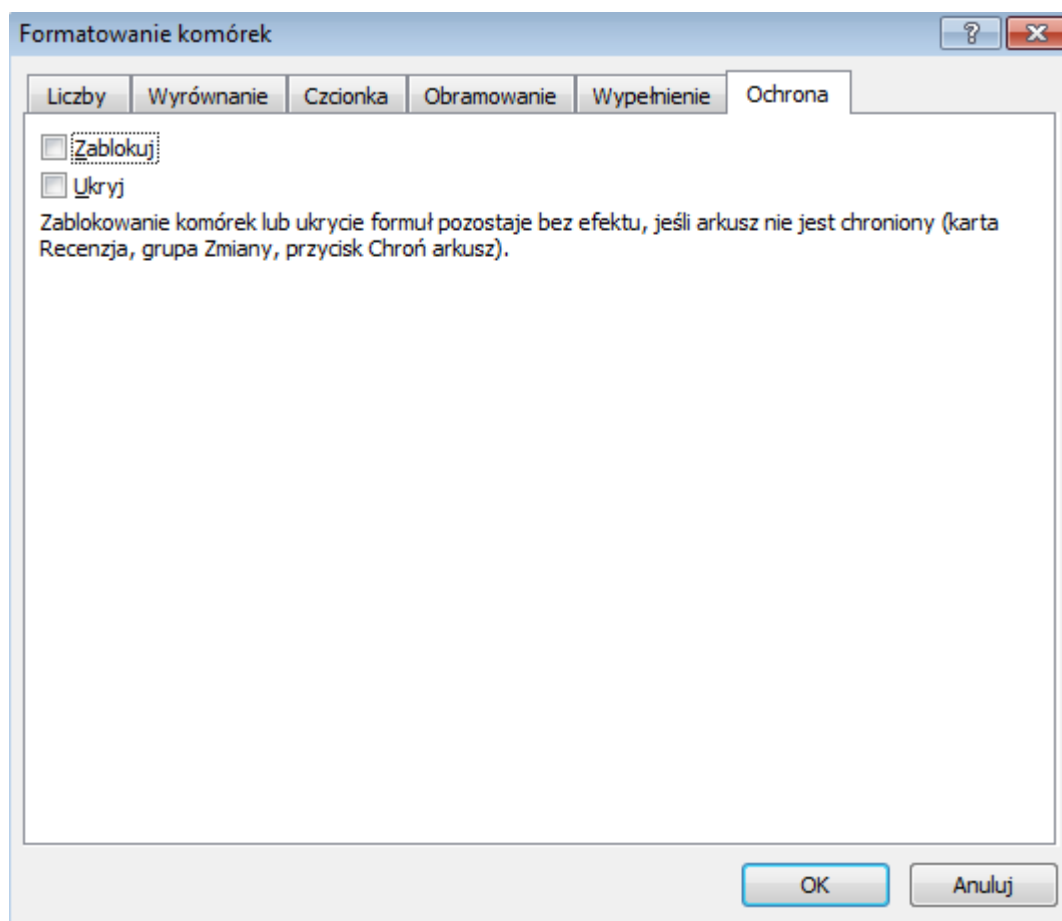 Formatowanie komórek
Liczby Wyrównanie Czcionka Obramowanie Wypełnienie Ochrona
Zablokuj
Ukryj
Zablokowanie komórek lub ukrycie formuł pozostaje bez efektu, jeśli arkusz nie jest chroniony (karta
Recenzja, grupa Zmiany, przycisk Chroń arkusz).
OK Anuluj